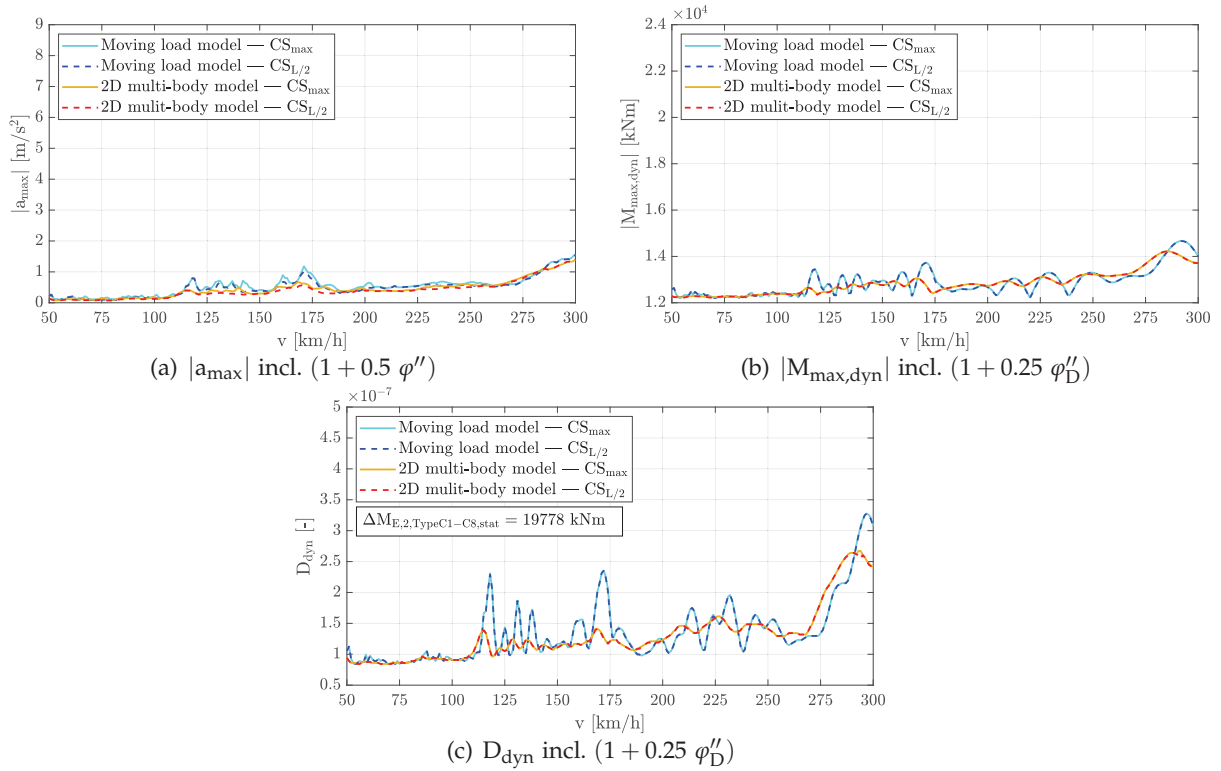 9
8
7
6
5
4
3
2
1
0
|a_max| [m/s²]
Moving load model — CS_max
Moving load model — CS_L/2
2D multi-body model — CS_max
2D mulit-body model — CS_L/2
50 75 100 125 150 175 200 225 250 275 300
v [km/h]
(a) |a_max| incl. (1 + 0.5 φ′′)
×10⁴
2.4
2.2
2
1.8
1.6
1.4
1.2
|M_max,dyn| [kNm]
Moving load model — CS_max
Moving load model — CS_L/2
2D multi-body model — CS_max
2D mulit-body model — CS_L/2
50 75 100 125 150 175 200 225 250 275 300
v [km/h]
(b) |M_max,dyn| incl. (1 + 0.25 φ′′_D)
×10⁻⁷
5
4.5
4
3.5
3
2.5
2
1.5
1
0.5
D_dyn [-]
Moving load model — CS_max
Moving load model — CS_L/2
2D multi-body model — CS_max
2D mulit-body model — CS_L/2
ΔM_E,2,TypeC1−C8,stat = 19778 kNm
50 75 100 125 150 175 200 225 250 275 300
v [km/h]
(c) D_dyn incl. (1 + 0.25 φ′′_D)